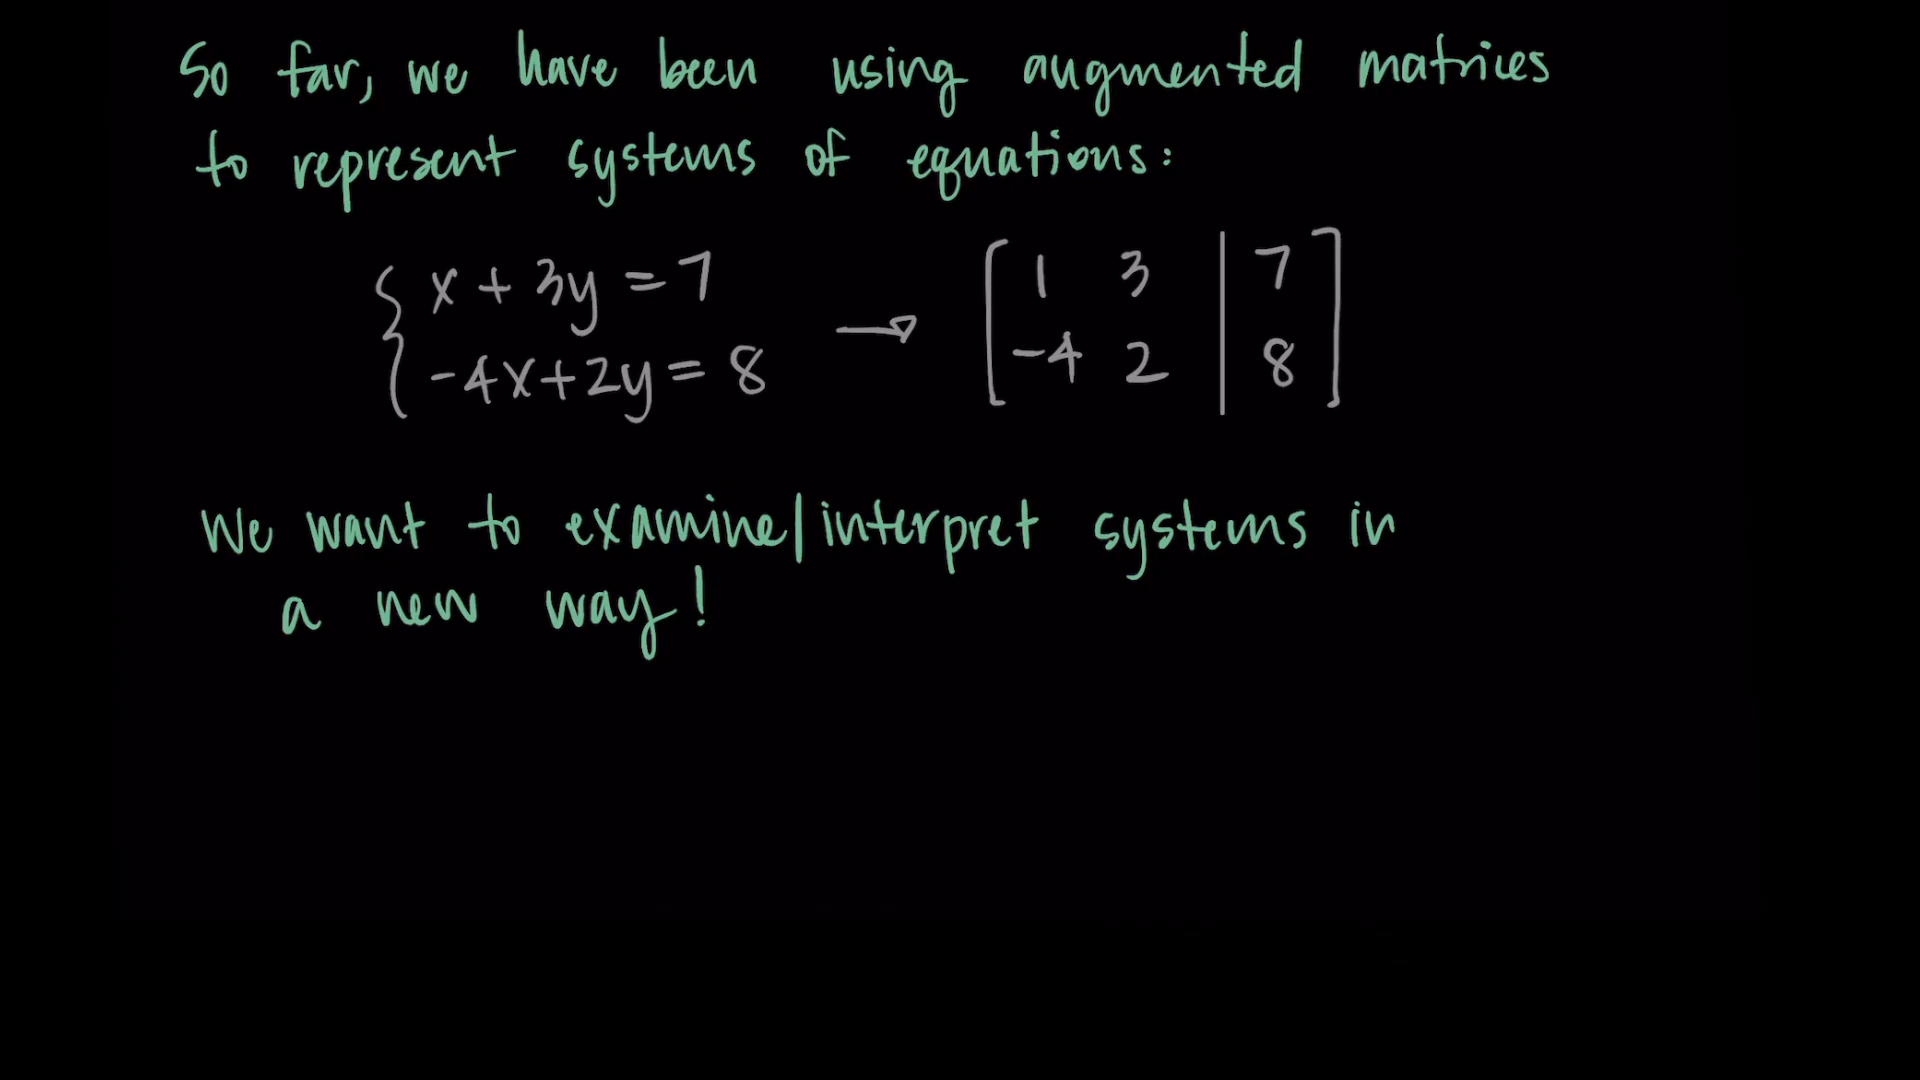 So far, we have been using augmented matrices
to represent systems of equations:
{ x + 3y = 7 → [ 1 3 | 7 ]
{ -4x+2y = 8 [ -4 2 | 8 ]
We want to examine/interpret systems in
a new way!